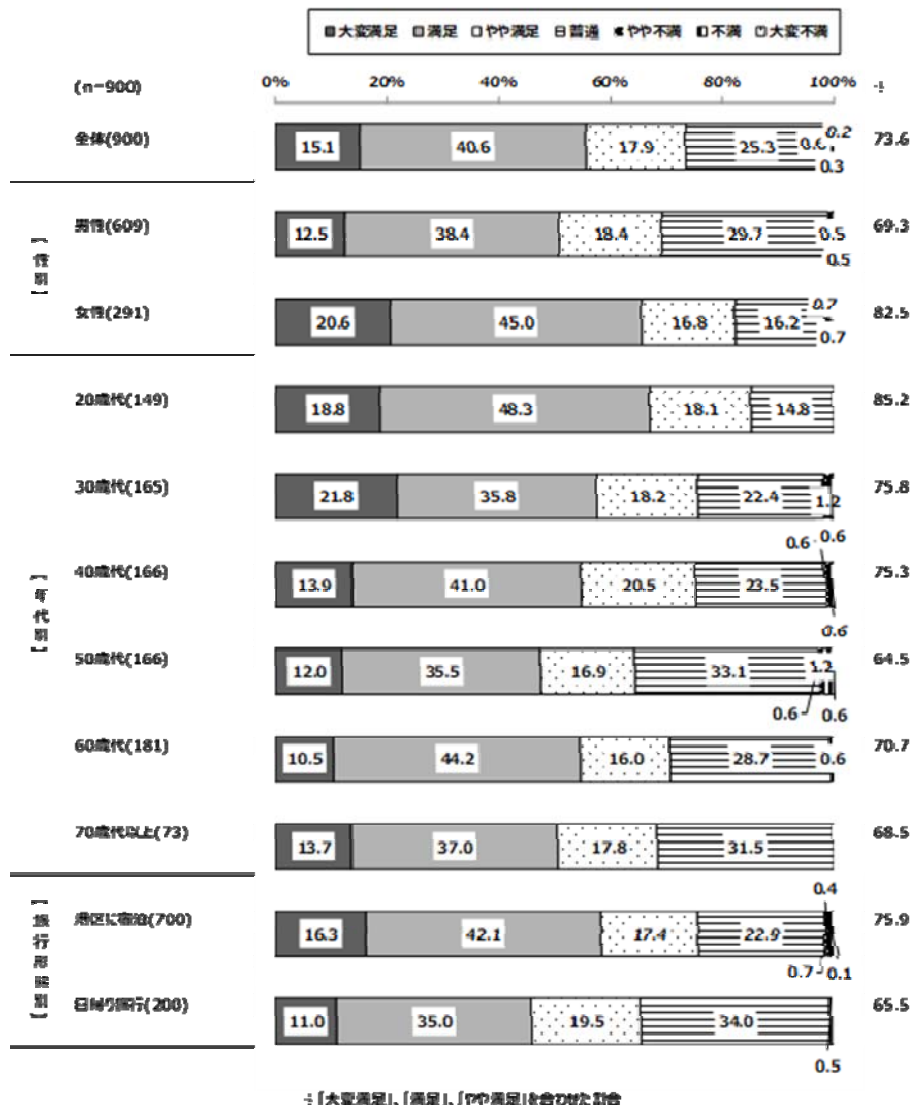 ■大変満足 □満足 □やや満足 日普通 ■やや不満 □不満 □大変不満
(n=900) 0% 20% 40% 60% 80% 100%
全体(900) 15.1 40.6 17.9 25.3 0.6 0.2 0.3 73.6
【性別】
男性(609) 12.5 38.4 18.4 29.7 0.5 0.5 69.3
女性(291) 20.6 45.0 16.8 16.2 0.7 0.7 82.5
【年代別】
20歳代(149) 18.8 48.3 18.1 14.8 85.2
30歳代(165) 21.8 35.8 18.2 22.4 1.2 0.6 75.8
40歳代(166) 13.9 41.0 20.5 23.5 0.6 0.6 75.3
50歳代(166) 12.0 35.5 16.9 33.1 1.2 0.6 0.6 64.5
60歳代(181) 10.5 44.2 16.0 28.7 0.6 70.7
70歳代以上(73) 13.7 37.0 17.8 31.5 68.5
【旅行形態別】
港区に宿泊(700) 16.3 42.1 17.4 22.9 0.7 0.4 0.1 75.9
日帰り旅行(200) 11.0 35.0 19.5 34.0 0.5 65.5
「大変満足」、「満足」、「やや満足」を合わせた割合